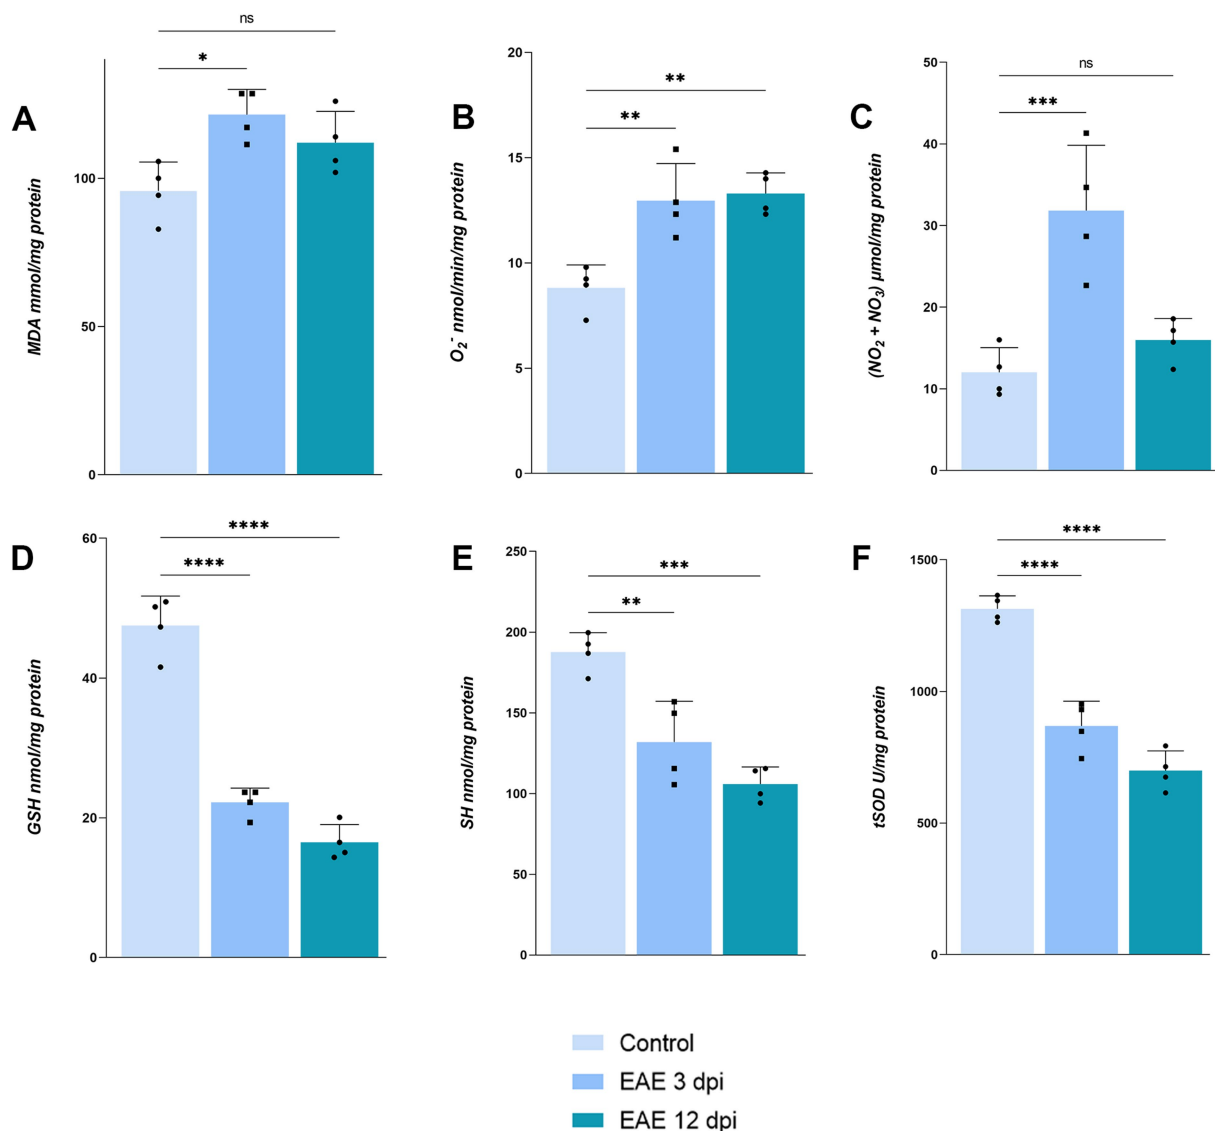 A
MDA mmol/mg protein
100
50
0
ns
*
B
O₂⁻ nmol/min/mg protein
20
15
10
5
0
**
**
C
(NO₂ + NO₃) µmol/mg protein
50
40
30
20
10
0
ns
***
D
GSH nmol/mg protein
60
40
20
0
****
****
E
SH nmol/mg protein
250
200
150
100
50
0
***
**
F
tSOD U/mg protein
1500
1000
500
0
****
****
Control
EAE 3 dpi
EAE 12 dpi